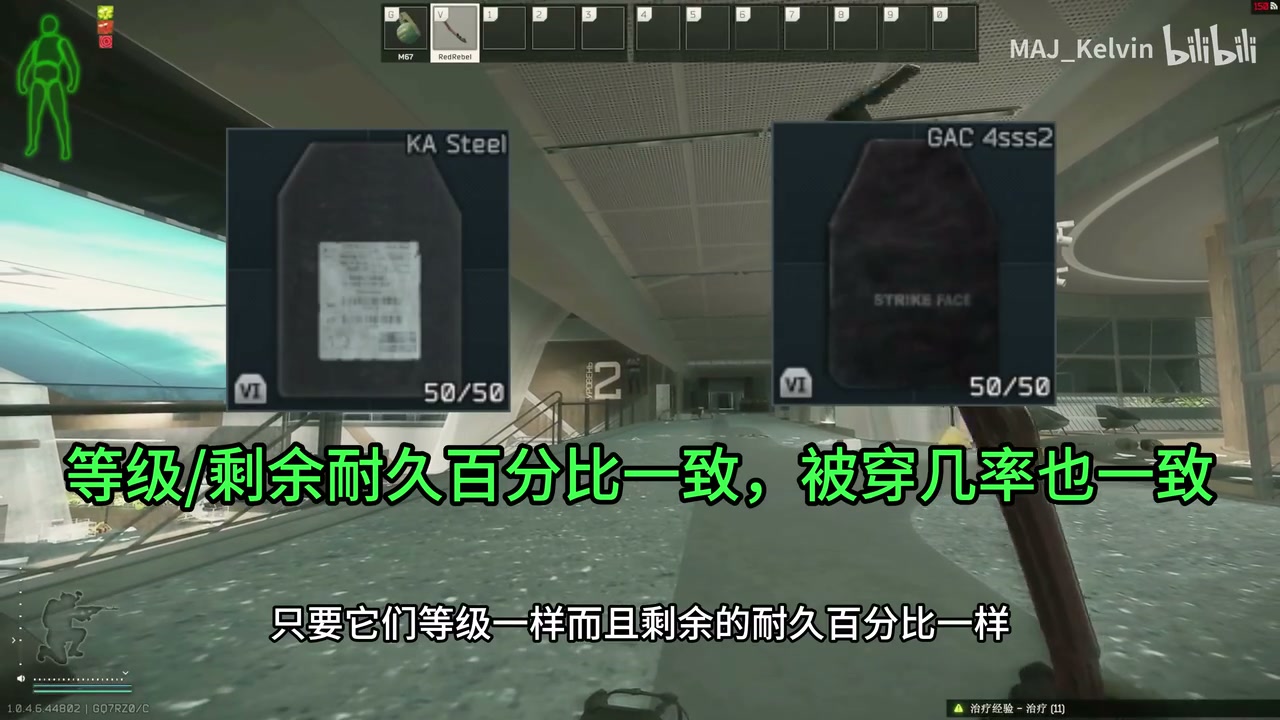 G
V
1
2
3
4
5
6
7
8
9
0
M67
RedRebel
150
MAJ_Kelvin bilibili
KA Steel
VI
50/50
GAC 4sss2
STRIKE FACE
VI
50/50
УРОВЕНЬ
2
等级/剩余耐久百分比一致，被穿几率也一致
只要它们等级一样而且剩余的耐久百分比一样
1.0.4.6.44802 | GQ7RZ0/C
治疗经验 - 治疗 (11)